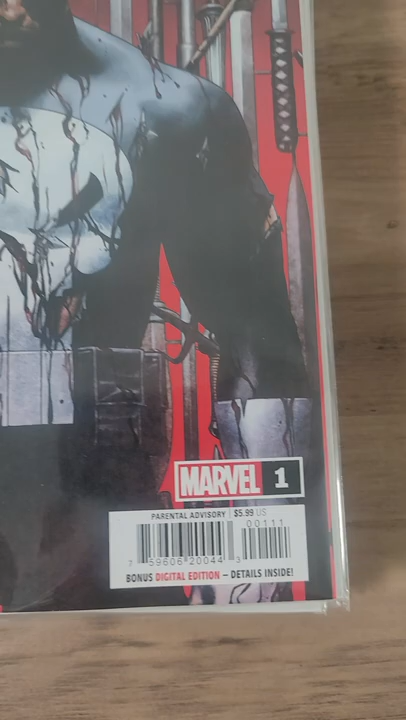 MARVEL 1
PARENTAL ADVISORY $5.99 US
00111
7 59606 20044 3
BONUS DIGITAL EDITION – DETAILS INSIDE!